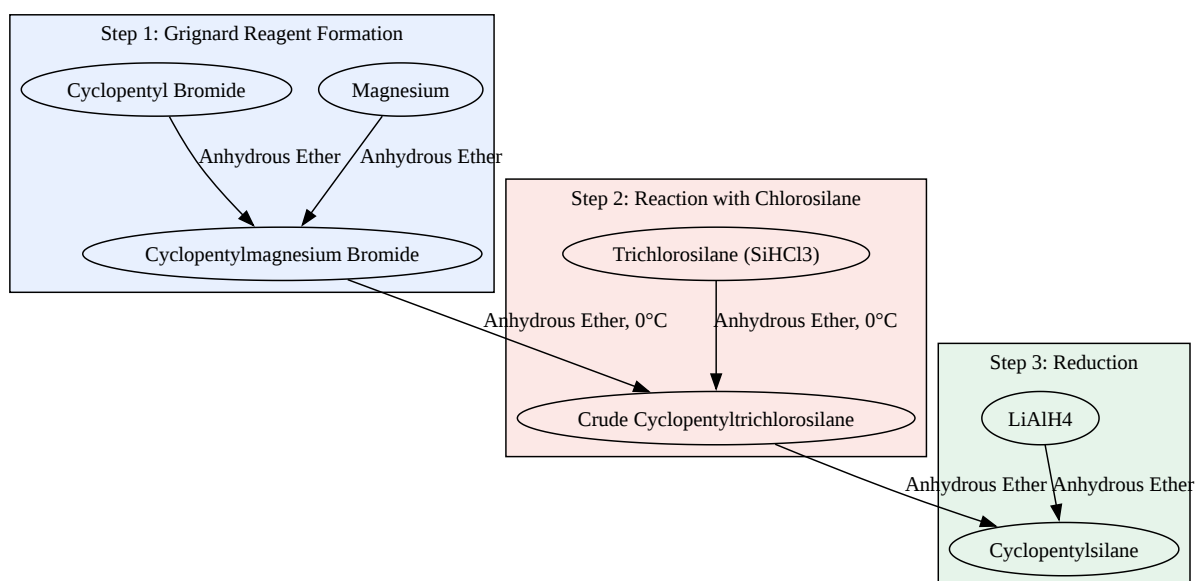 Step 1: Grignard Reagent Formation
Cyclopentyl Bromide
Magnesium
Anhydrous Ether
Anhydrous Ether
Cyclopentylmagnesium Bromide
Step 2: Reaction with Chlorosilane
Trichlorosilane (SiHCl3)
Anhydrous Ether, 0°C
Anhydrous Ether, 0°C
Crude Cyclopentyltrichlorosilane
Step 3: Reduction
LiAlH4
Anhydrous Ether
Anhydrous Ether
Cyclopentylsilane